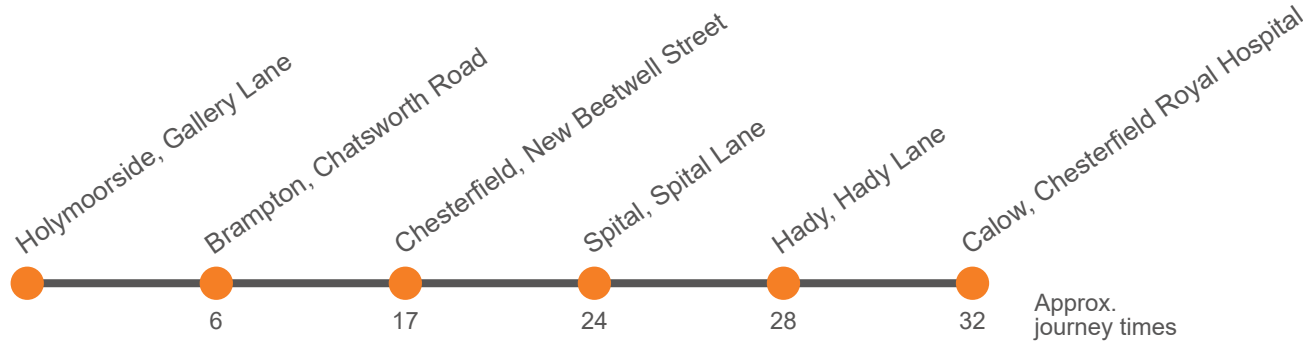 Holymoorside, Gallery Lane
Brampton, Chatsworth Road
Chesterfield, New Beetwell Street
Spital, Spital Lane
Hady, Hady Lane
Calow, Chesterfield Royal Hospital
6
17
24
28
32
Approx.
journey times